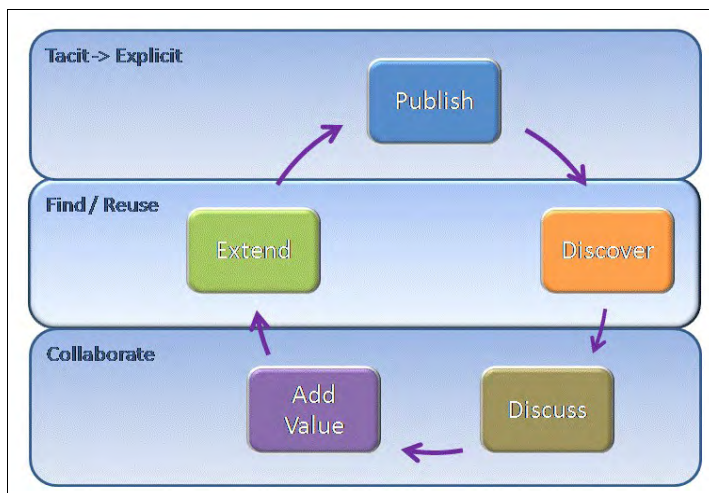 Tacit-> Explicit
Publish
Find / Reuse
Extend
Discover
Collaborate
Add
Value
Discuss